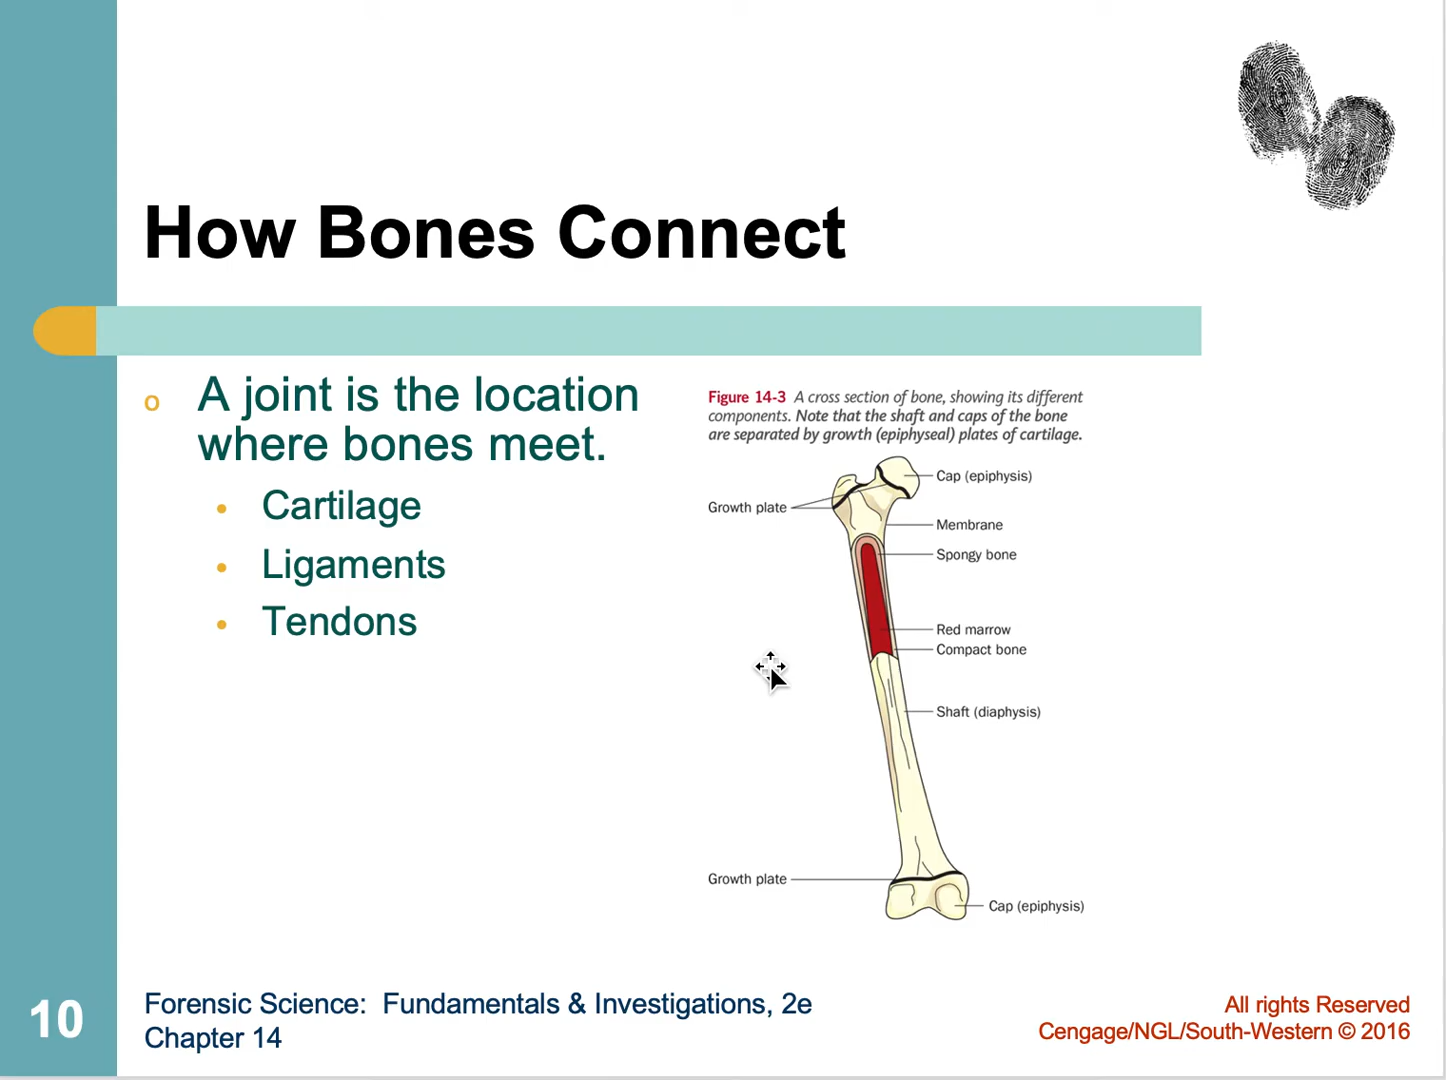 How Bones Connect
o A joint is the location
where bones meet.
• Cartilage
• Ligaments
• Tendons
Figure 14-3 A cross section of bone, showing its different
components. Note that the shaft and caps of the bone
are separated by growth (epiphyseal) plates of cartilage.
Cap (epiphysis)
Growth plate
Membrane
Spongy bone
Red marrow
Compact bone
Shaft (diaphysis)
Growth plate
Cap (epiphysis)
10
Forensic Science: Fundamentals & Investigations, 2e
Chapter 14
All rights Reserved
Cengage/NGL/South-Western © 2016